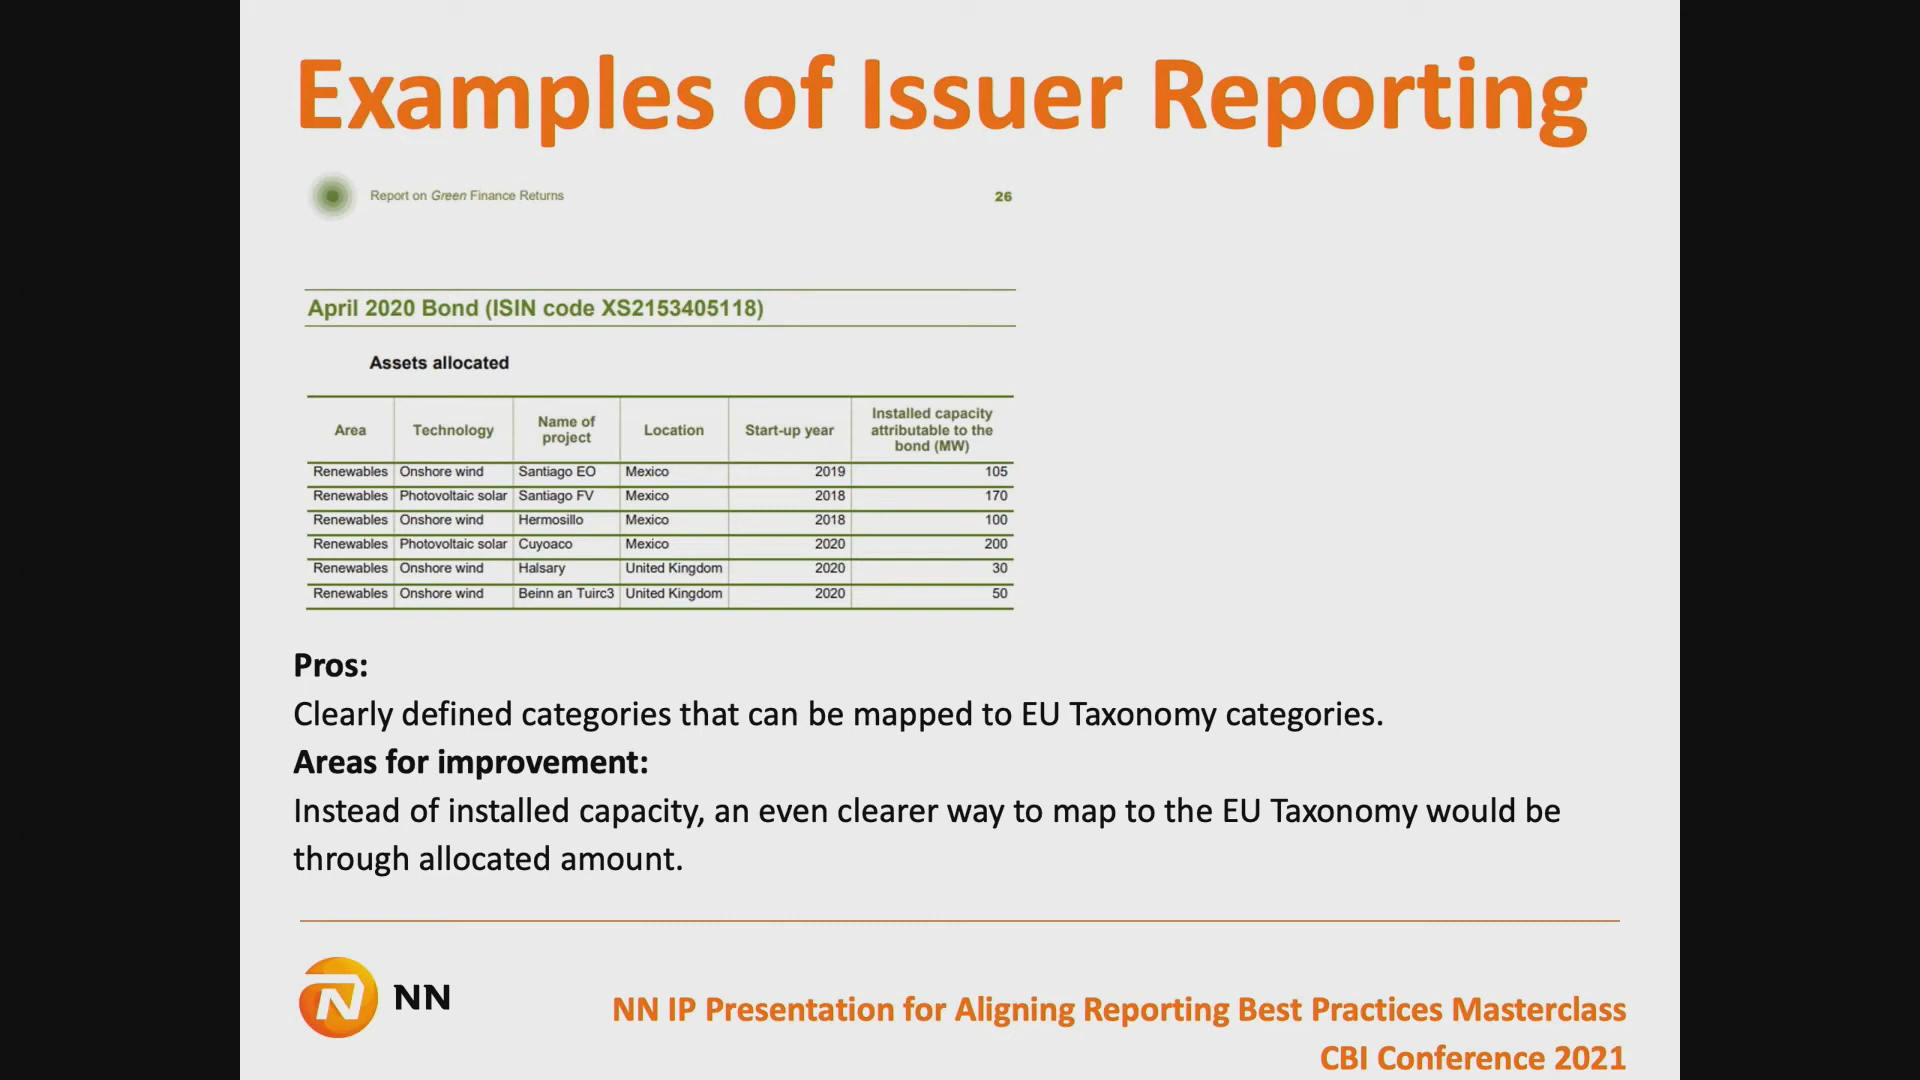 Examples of Issuer Reporting
Report on Green Finance Returns 26
April 2020 Bond (ISIN code XS2153405118)
Assets allocated
Area Technology Name of project Location Start-up year Installed capacity attributable to the bond (MW)
Renewables Onshore wind Santiago EO Mexico 2019 105
Renewables Photovoltaic solar Santiago FV Mexico 2018 170
Renewables Onshore wind Hermosillo Mexico 2018 100
Renewables Photovoltaic solar Cuyoaco Mexico 2020 200
Renewables Onshore wind Halsary United Kingdom 2020 30
Renewables Onshore wind Beinn an Tuirc3 United Kingdom 2020 50
Pros:
Clearly defined categories that can be mapped to EU Taxonomy categories.
Areas for improvement:
Instead of installed capacity, an even clearer way to map to the EU Taxonomy would be
through allocated amount.
NN
NN IP Presentation for Aligning Reporting Best Practices Masterclass
CBI Conference 2021